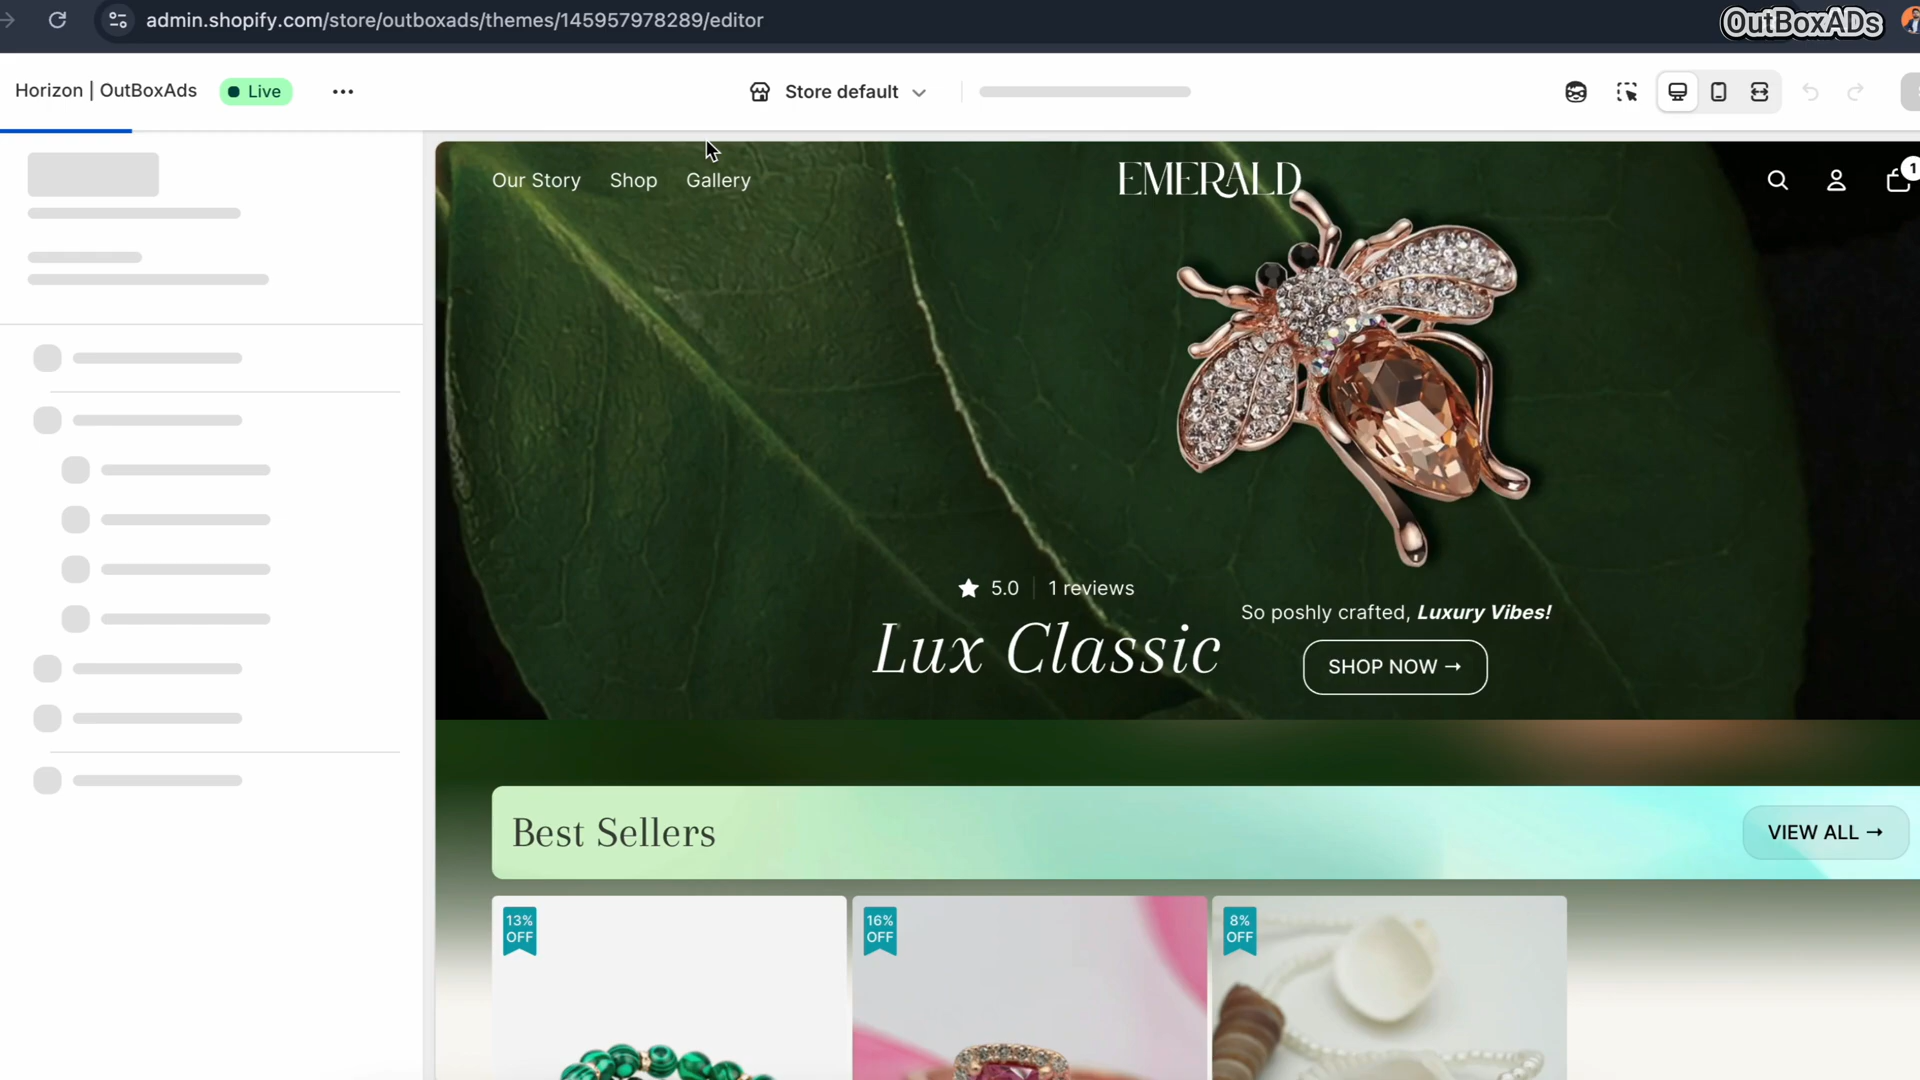 admin.shopify.com/store/outboxads/themes/145957978289/editor
OutBoxADs
Horizon | OutBoxAds
Live
Store default
Our Story Shop Gallery
EMERALD
1
5.0 1 reviews
Lux Classic
So poshly crafted, Luxury Vibes!
SHOP NOW →
Best Sellers
VIEW ALL →
13%
OFF
16%
OFF
8%
OFF